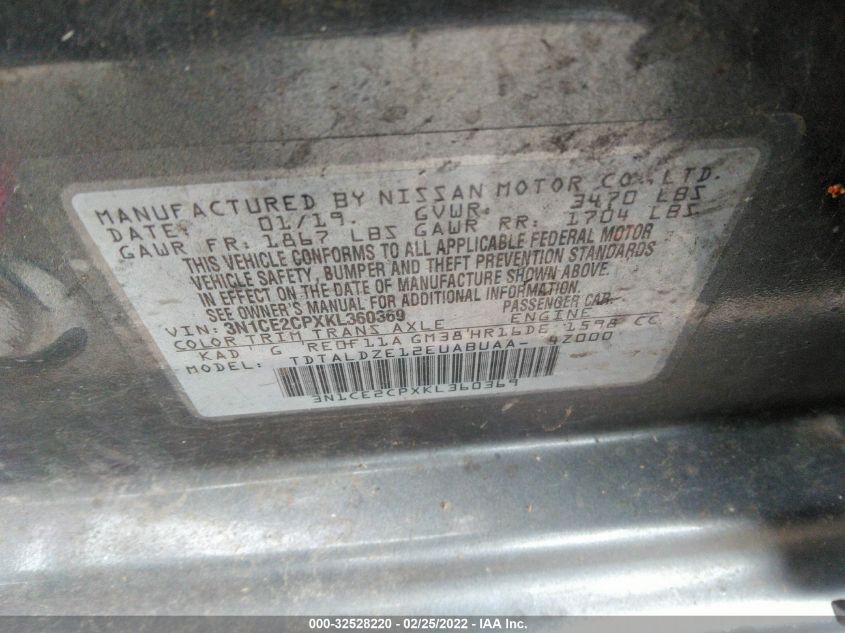 MANUFACTURED BY NISSAN MOTOR CO., LTD.
DATE: 01/19. GVWR: 3470 LBS
GAWR FR: 1867 LBS GAWR RR: 1704 LBS
THIS VEHICLE CONFORMS TO ALL APPLICABLE FEDERAL MOTOR
VEHICLE SAFETY, BUMPER AND THEFT PREVENTION STANDARDS
IN EFFECT ON THE DATE OF MANUFACTURE SHOWN ABOVE.
SEE OWNER'S MANUAL FOR ADDITIONAL INFORMATION.
VIN: 3N1CE2CPXKL360369 PASSENGER CAR
COLOR TRIM TRANS AXLE ENGINE
KAD G RE0F11A GM38 HR16DE 1598 CC
MODEL: TDTALDZE12EUABUAA- 9Z000
3N1CE2CPXKL360369
000-32528220 - 02/25/2022 - IAA Inc.